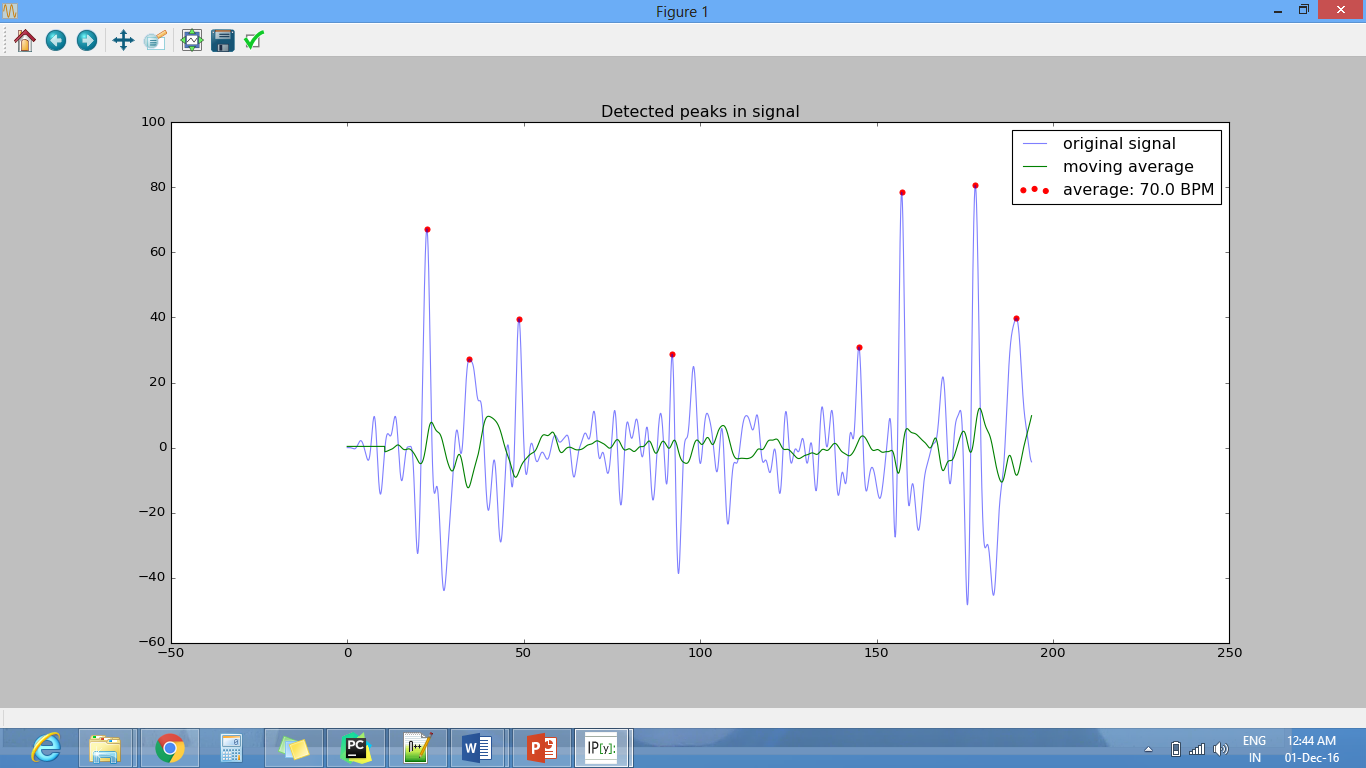 Figure 1
Detected peaks in signal
original signal
moving average
average: 70.0 BPM
100
80
60
40
20
0
−20
−40
−60
−50 0 50 100 150 200 250
PC
n++
W
P
IP[y]:
ENG 12:44 AM
IN 01-Dec-16